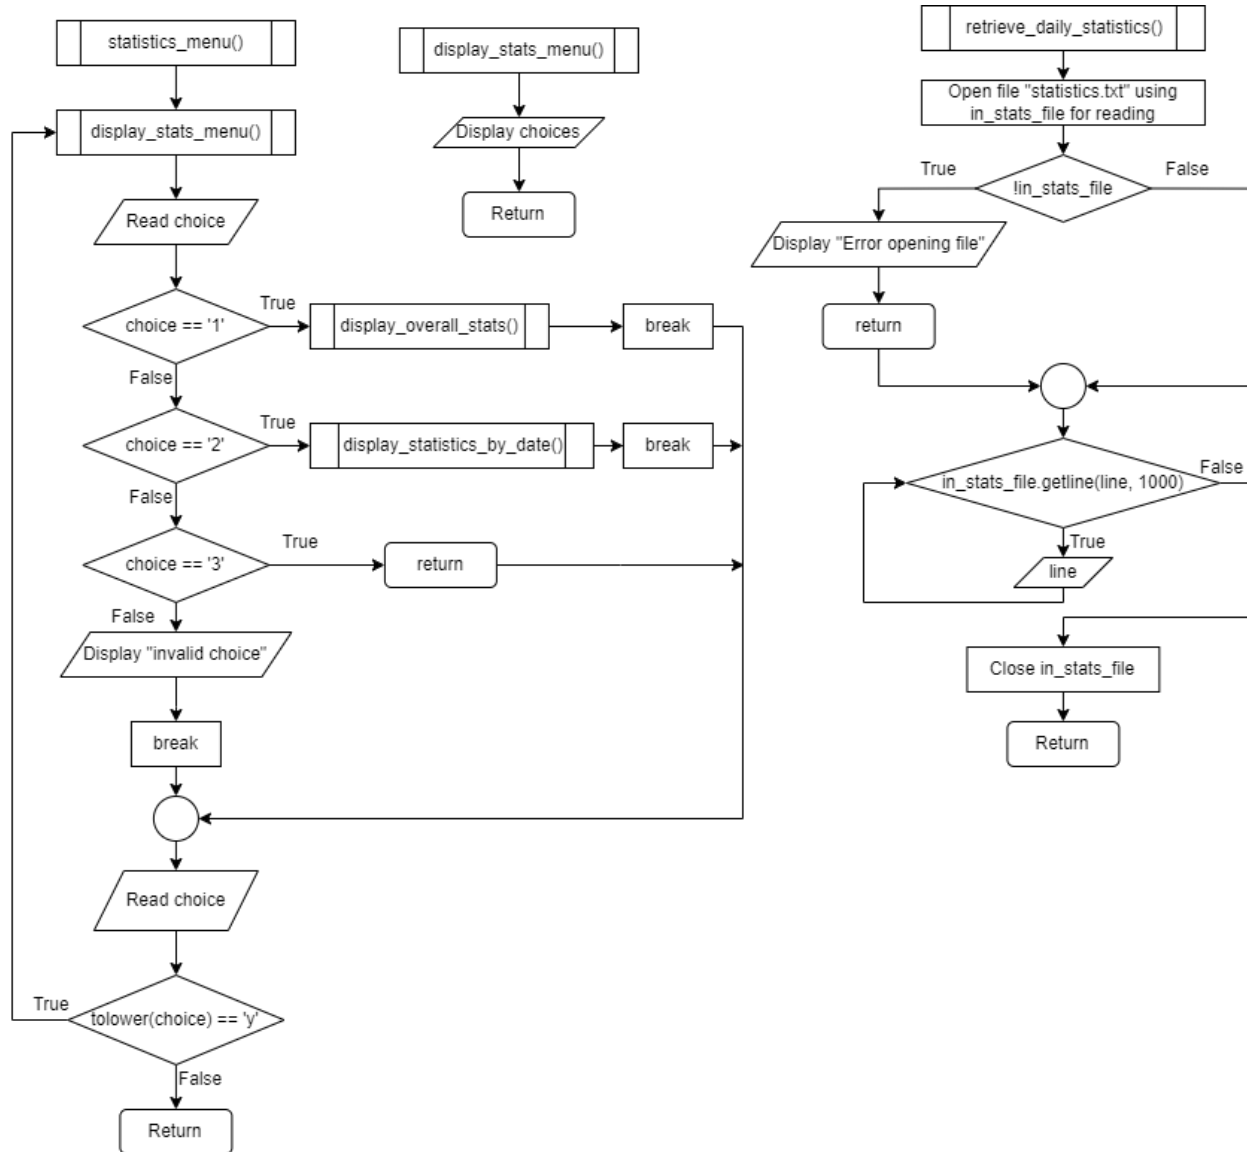 statistics_menu()
display_stats_menu()
Read choice
choice == '1'
True
display_overall_stats()
break
False
choice == '2'
True
display_statistics_by_date()
break
False
choice == '3'
True
return
False
Display "invalid choice"
break
Read choice
tolower(choice) == 'y'
True
False
Return
display_stats_menu()
Display choices
Return
retrieve_daily_statistics()
Open file "statistics.txt" using
in_stats_file for reading
!in_stats_file
True
False
Display "Error opening file"
return
in_stats_file.getline(line, 1000)
False
True
line
Close in_stats_file
Return